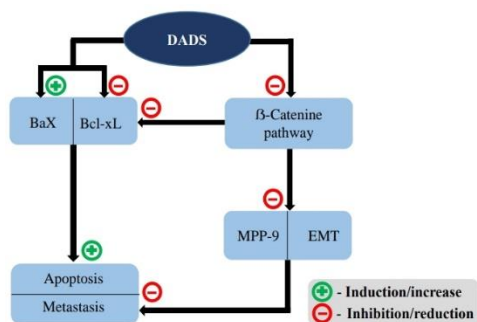 DADS
BaX
Bcl-xL
ß-Catenine
pathway
MPP-9
EMT
Apoptosis
Metastasis
- Induction/increase
- Inhibition/reduction